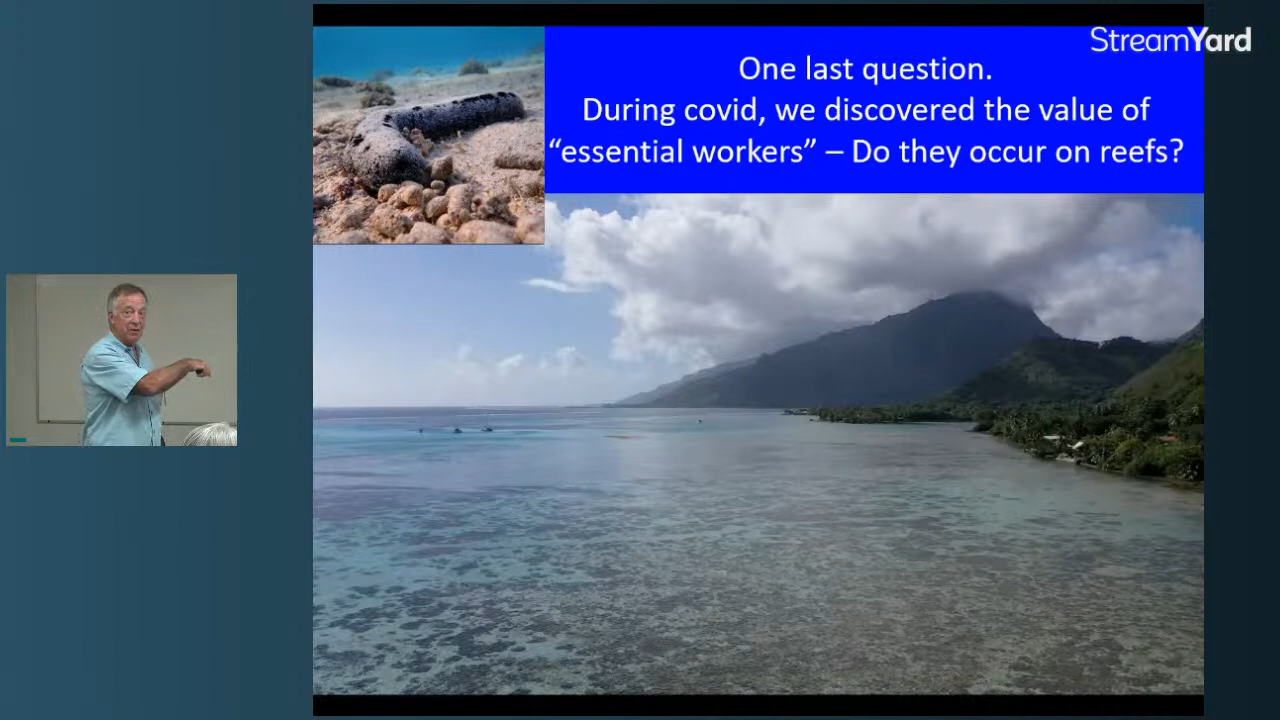 StreamYard
One last question.
During covid, we discovered the value of
“essential workers” – Do they occur on reefs?